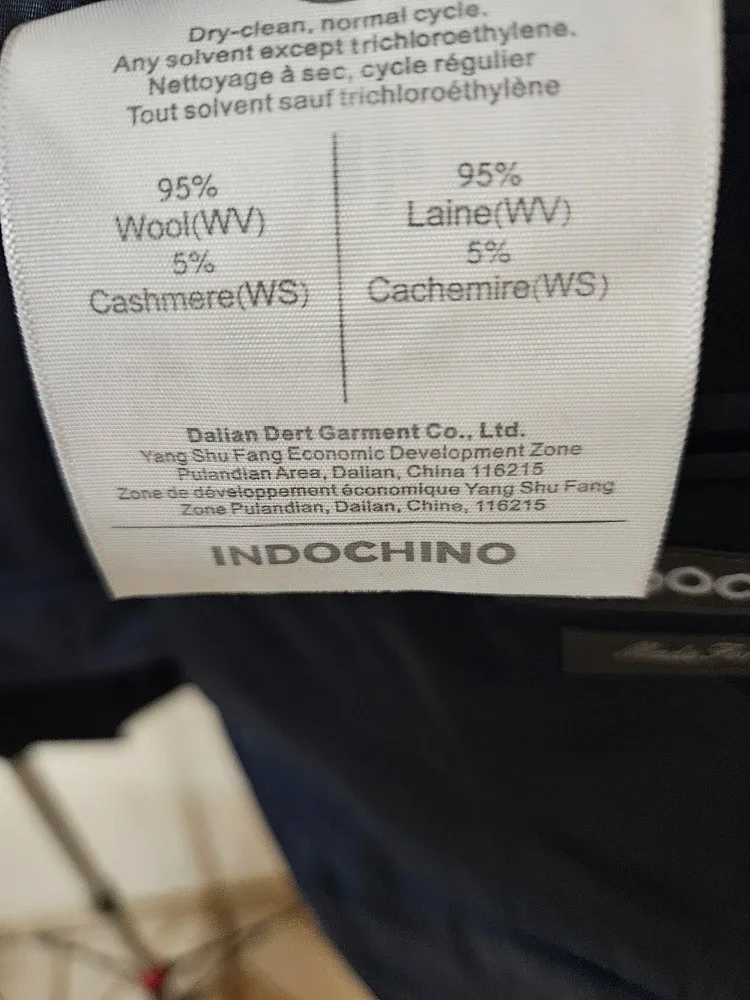 Dry-clean, normal cycle.
Any solvent except trichloroethylene.
Nettoyage à sec, cycle régulier
Tout solvent sauf trichloroéthylène
95%
Wool(WV)
5%
Cashmere(WS)
95%
Laine(WV)
5%
Cachemire(WS)
Dalian Dert Garment Co., Ltd.
Yang Shu Fang Economic Development Zone
Pulandian Area, Dalian, China 116215
Zone de développement économique Yang Shu Fang
Zone Pulandian, Dalian, Chine, 116215
INDOCHINO
OC